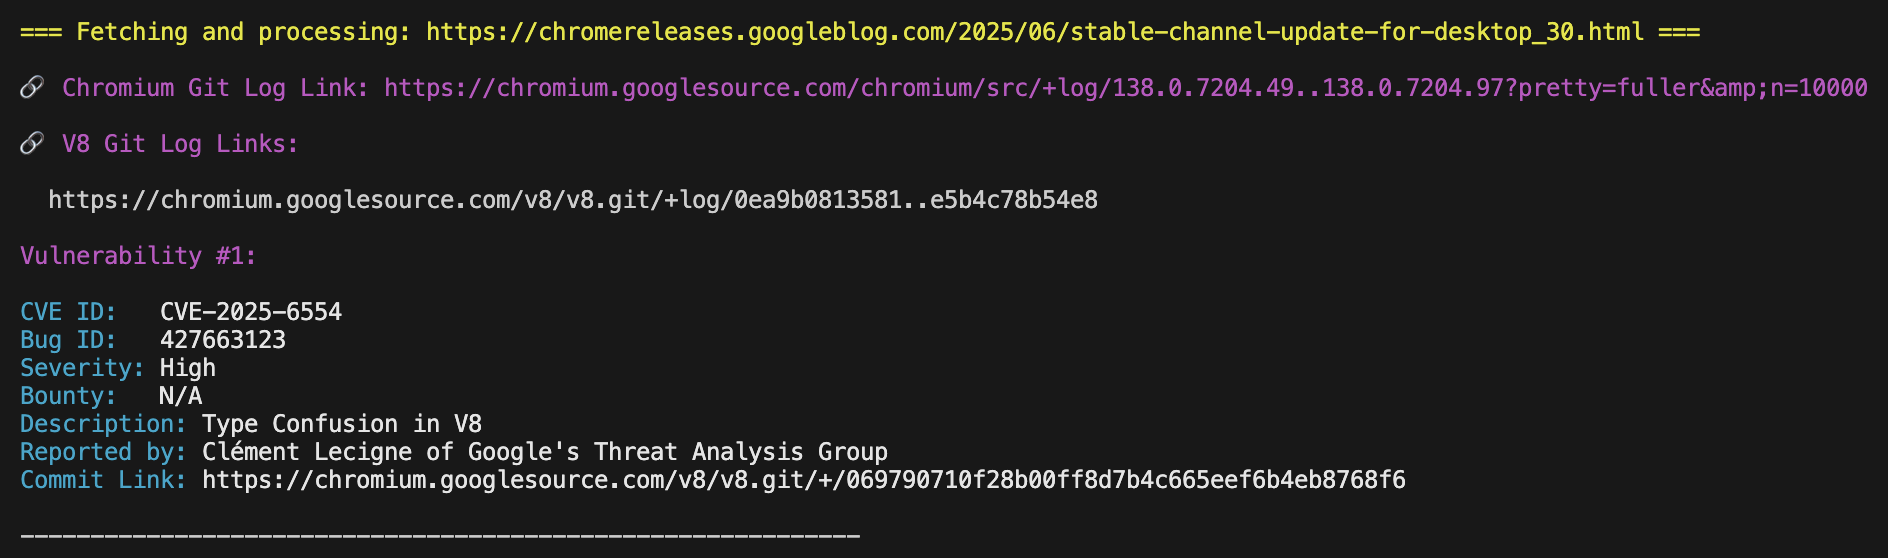 === Fetching and processing: https://chromereleases.googleblog.com/2025/06/stable-channel-update-for-desktop_30.html ===
🔗 Chromium Git Log Link: https://chromium.googlesource.com/chromium/src/+log/138.0.7204.49..138.0.7204.97?pretty=fuller&amp;n=10000
🔗 V8 Git Log Links:
https://chromium.googlesource.com/v8/v8.git/+log/0ea9b0813581..e5b4c78b54e8
Vulnerability #1:
CVE ID: CVE-2025-6554
Bug ID: 427663123
Severity: High
Bounty: N/A
Description: Type Confusion in V8
Reported by: Clément Lecigne of Google's Threat Analysis Group
Commit Link: https://chromium.googlesource.com/v8/v8.git/+/069790710f28b00ff8d7b4c665eef6b4eb8768f6
------------------------------------------------------------